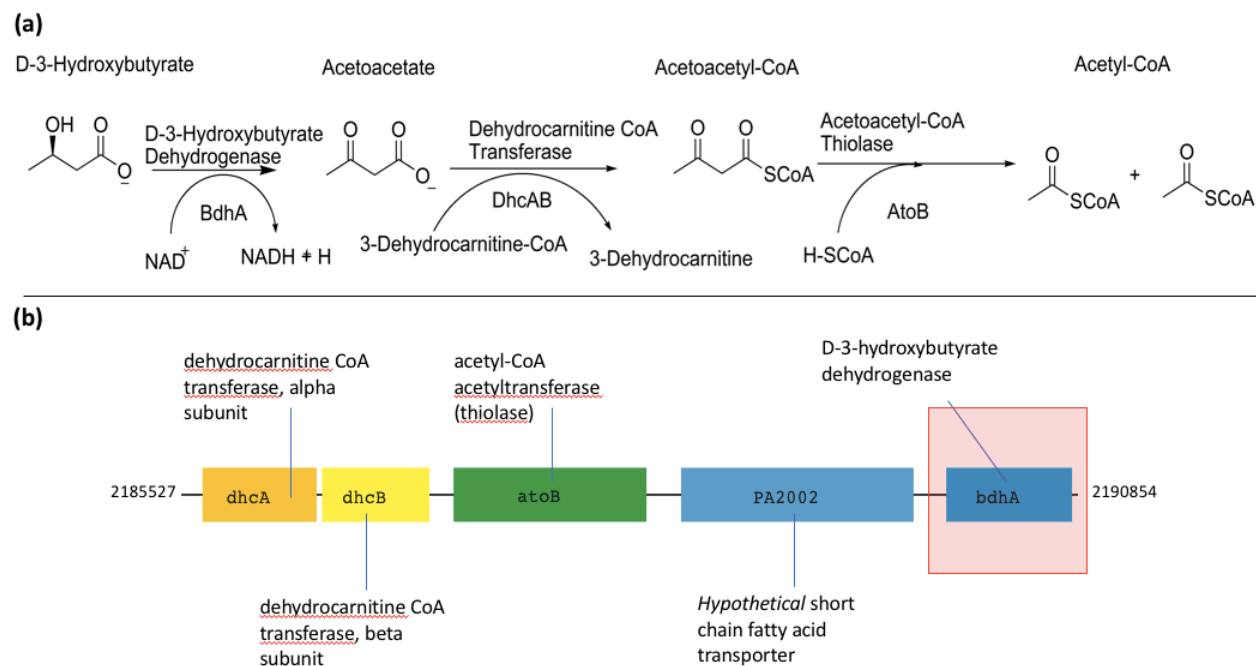 (a)
D-3-Hydroxybutyrate
Acetoacetate
Acetoacetyl-CoA
Acetyl-CoA
OH O
O
-
D-3-Hydroxybutyrate
Dehydrogenase
BdhA
NAD+
NADH + H
O O
O
-
Dehydrocarnitine CoA
Transferase
DhcAB
3-Dehydrocarnitine-CoA
3-Dehydrocarnitine
O O
SCoA
Acetoacetyl-CoA
Thiolase
AtoB
H-SCoA
O
SCoA
+
O
SCoA
(b)
dehydrocarnitine CoA
transferase, alpha
subunit
acetyl-CoA
acetyltransferase
(thiolase)
D-3-hydroxybutyrate
dehydrogenase
2185527
dhcA
dhcB
atoB
PA2002
bdhA
2190854
dehydrocarnitine CoA
transferase, beta
subunit
Hypothetical short
chain fatty acid
transporter